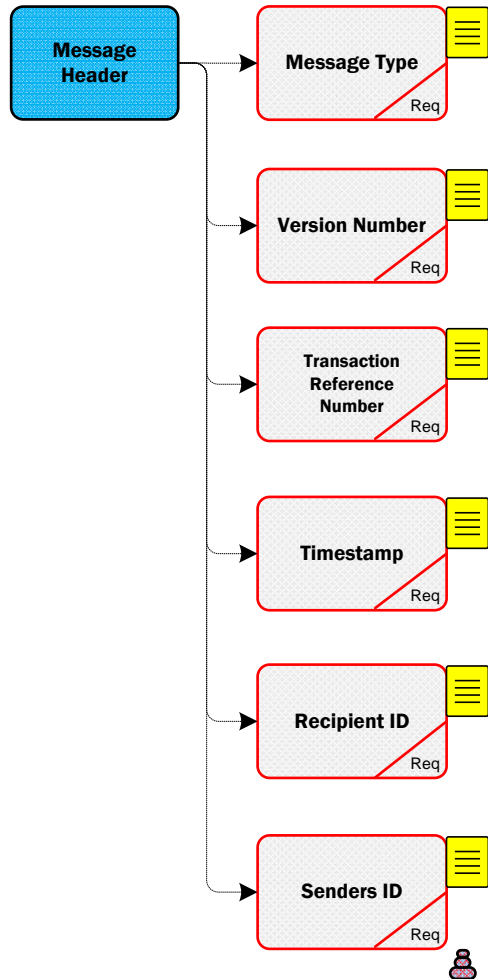 Message
Header
Message Type
Req
Version Number
Req
Transaction
Reference
Number
Req
Timestamp
Req
Recipient ID
Req
Senders ID
Req